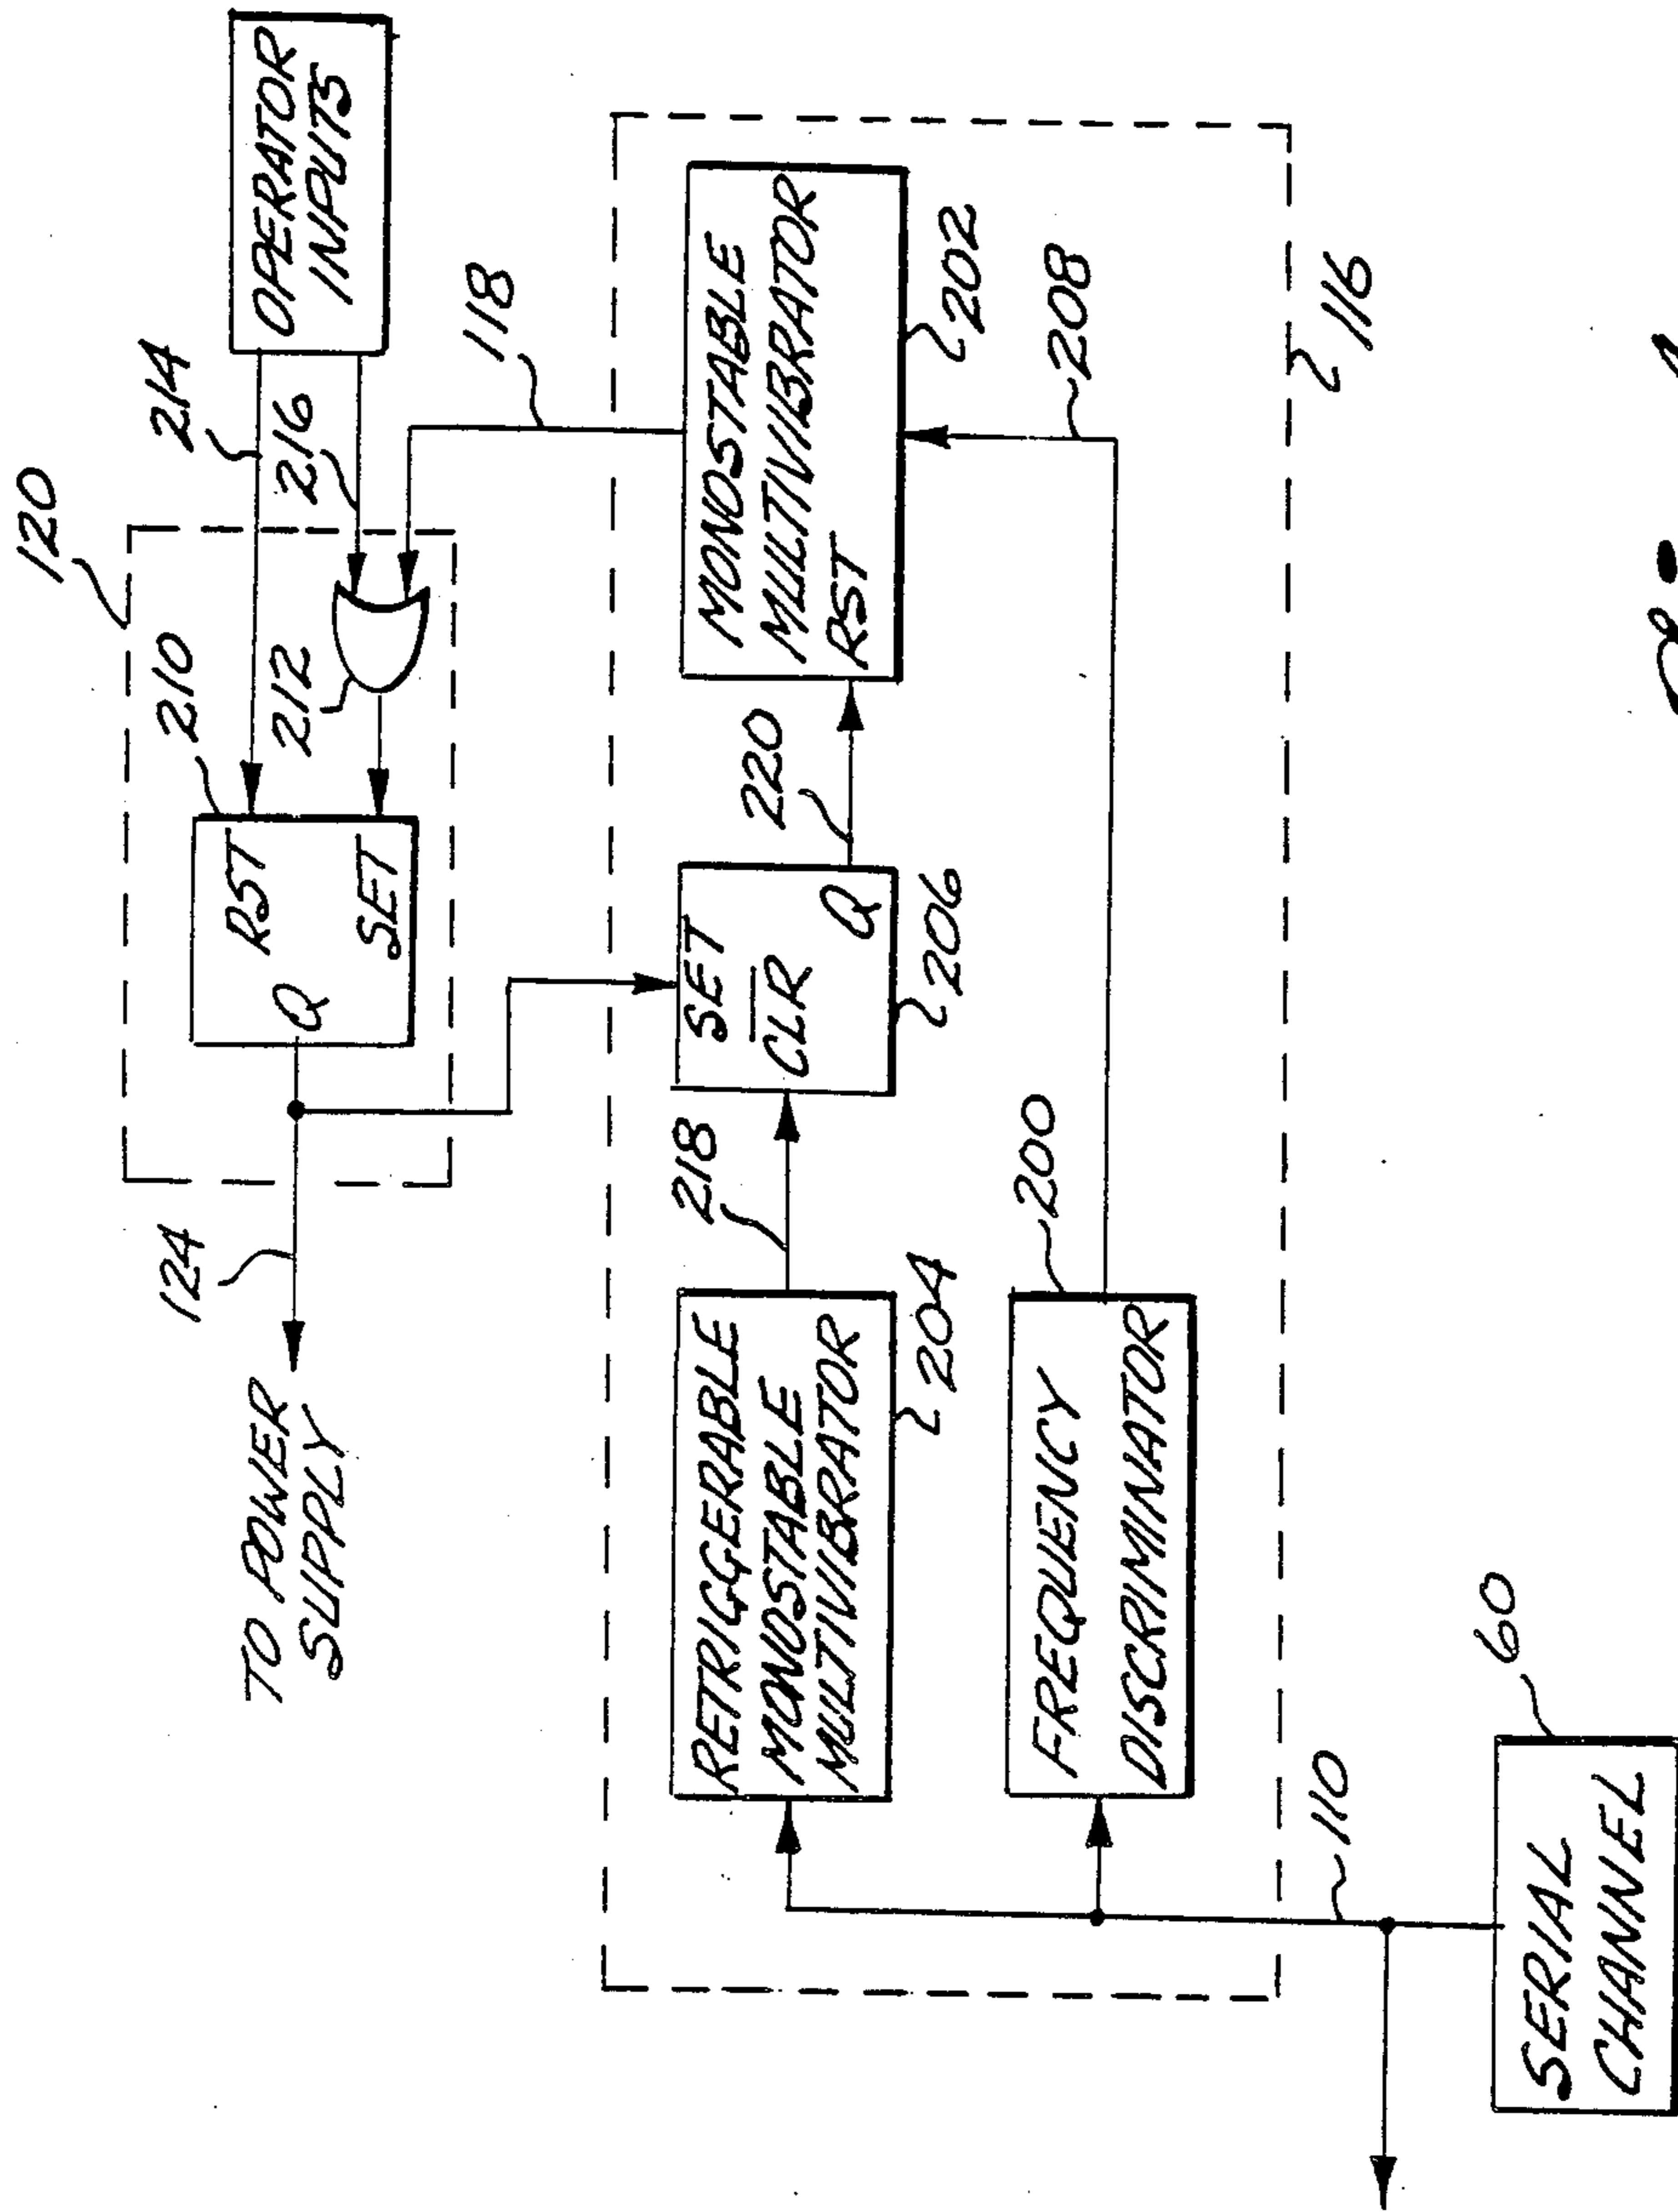 120
214
OPERATOR
INPUTS
210
212
216
RST
Q
SET
118
124
TO POWER
SUPPLY
RETRIGGERABLE
MONOSTABLE
MULTIVIBRATOR
204
218
SET
CLR
Q
206
220
MONOSTABLE
MULTIVIBRATOR
RST
202
208
FREQUENCY
DISCRIMINATOR
200
116
110
60
SERIAL
CHANNEL